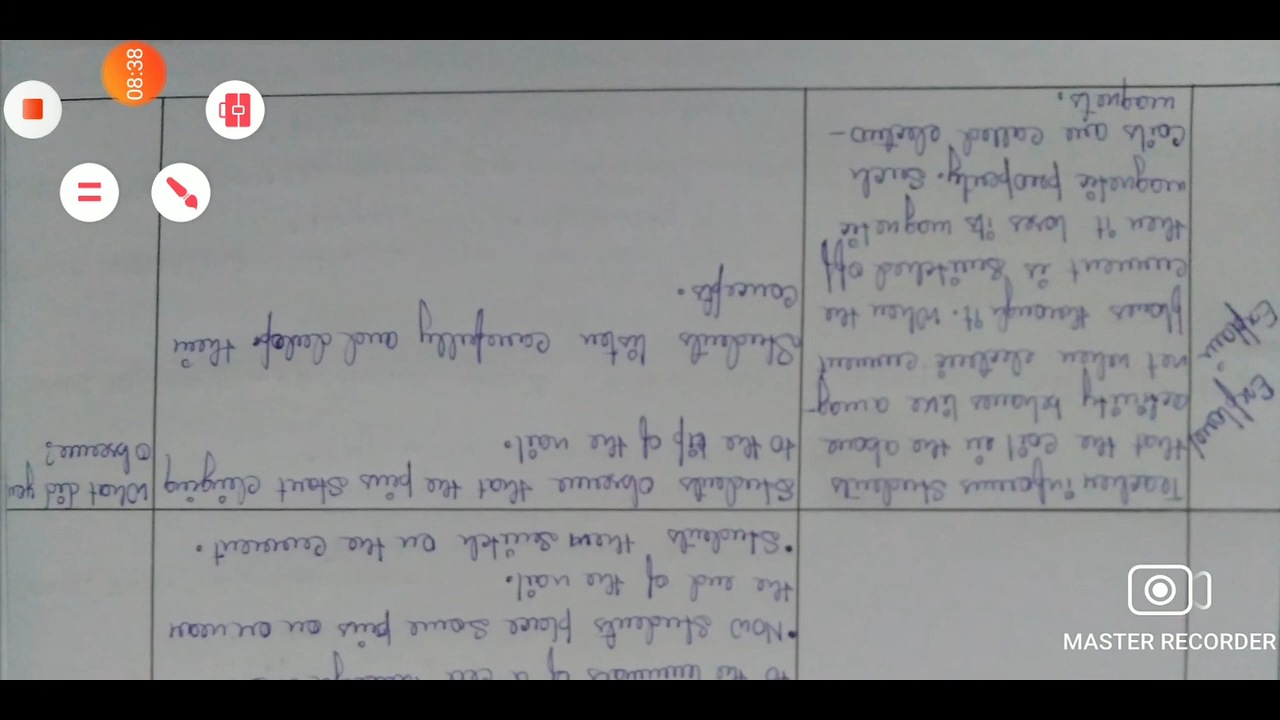 08:38
MASTER RECORDER
to the
•Now students place some pins on or near
the end of the nail.
•Students then switch on the current.
Explain
Teacher informs students
that the coil in the above
activity behaves like a mag-
net when electric current
flows through it. When the
current is switched off
then it loses its magnetic
magnetic property. Such
coils are called electro-
magnets.
Students observe that the pins start clinging
to the tip of the nail.
Students listen carefully and develop their
concepts.
What did you
observe?